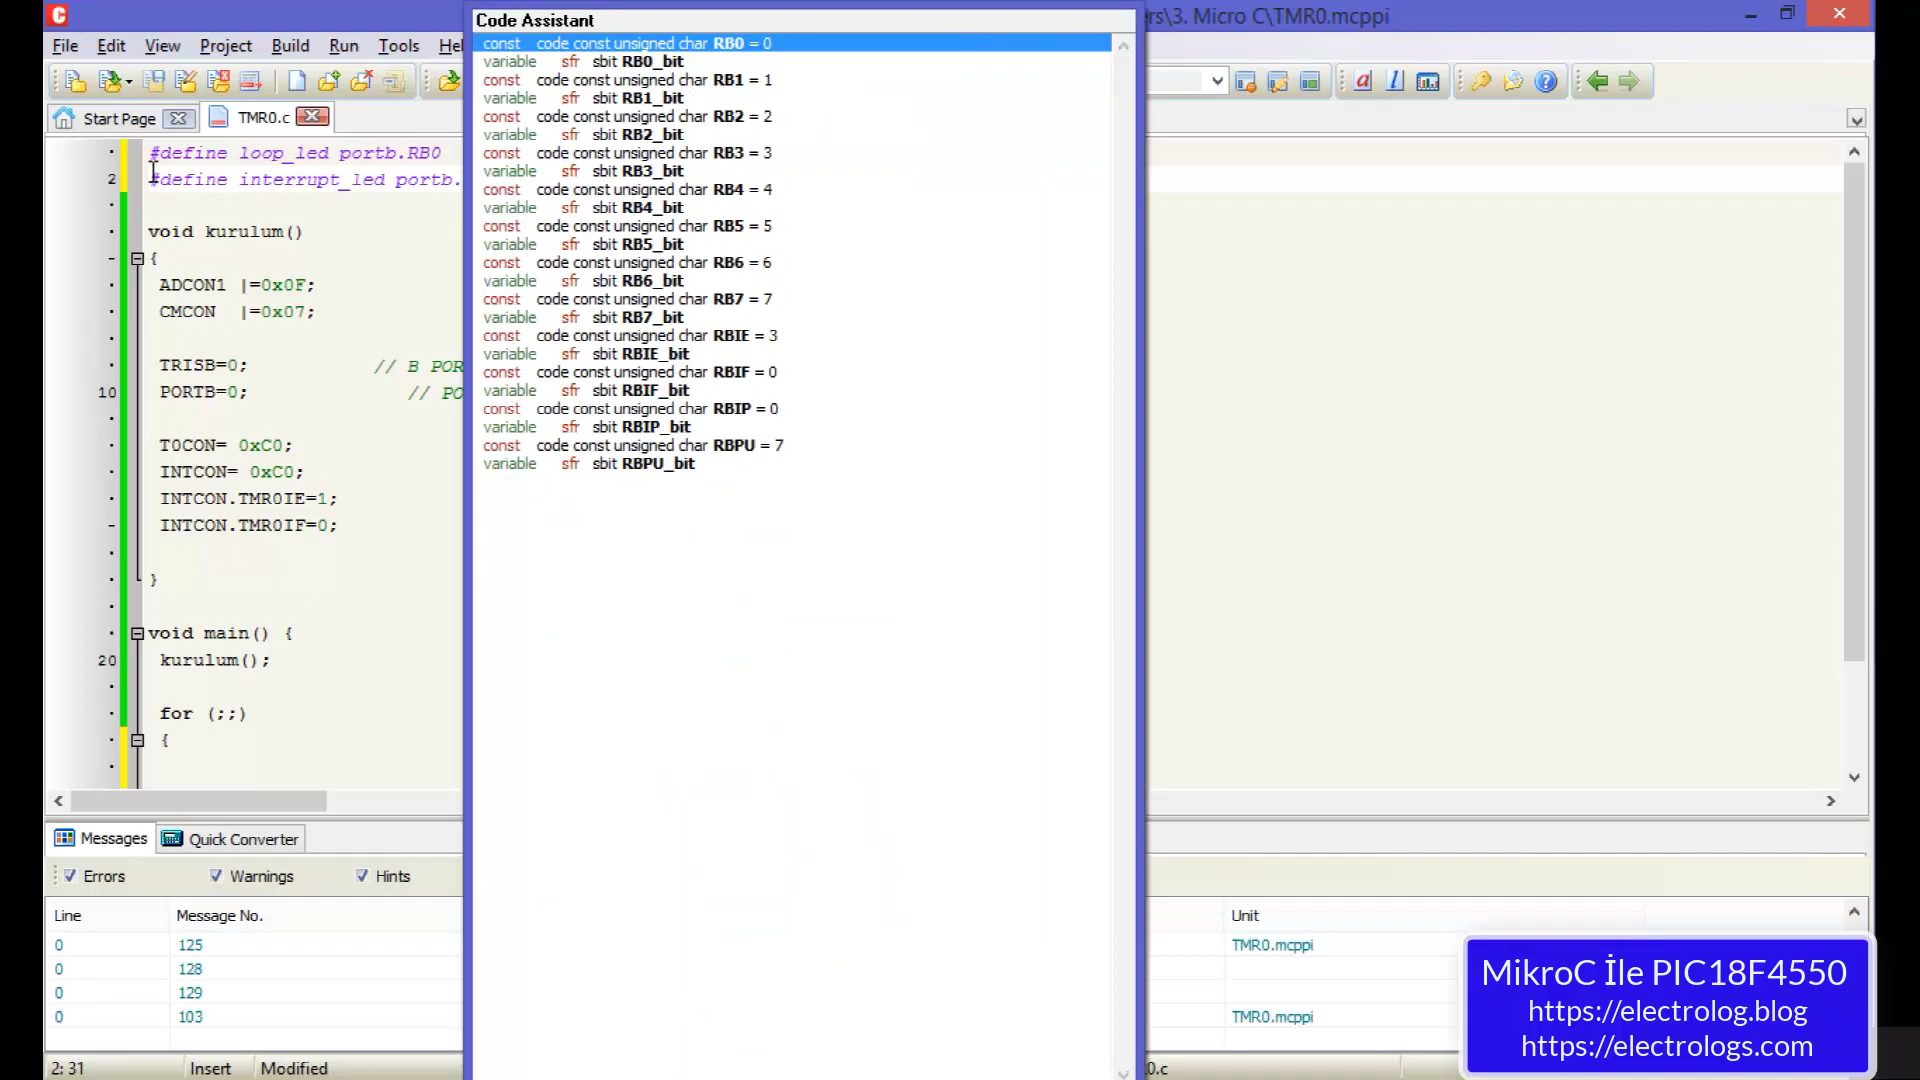 rs\3. Micro C\TMR0.mcppi
File Edit View Project Build Run Tools Hel
Start Page
TMR0.c
Code Assistant
const code const unsigned char RB0 = 0
variable sfr sbit RB0_bit
const code const unsigned char RB1 = 1
variable sfr sbit RB1_bit
const code const unsigned char RB2 = 2
variable sfr sbit RB2_bit
const code const unsigned char RB3 = 3
variable sfr sbit RB3_bit
const code const unsigned char RB4 = 4
variable sfr sbit RB4_bit
const code const unsigned char RB5 = 5
variable sfr sbit RB5_bit
const code const unsigned char RB6 = 6
variable sfr sbit RB6_bit
const code const unsigned char RB7 = 7
variable sfr sbit RB7_bit
const code const unsigned char RBIE = 3
variable sfr sbit RBIE_bit
const code const unsigned char RBIF = 0
variable sfr sbit RBIF_bit
const code const unsigned char RBIP = 0
variable sfr sbit RBIP_bit
const code const unsigned char RBPU = 7
variable sfr sbit RBPU_bit
#define loop_led portb.RB0
2 #define interrupt_led portb.
void kurulum()
{
ADCON1 |=0x0F;
CMCON |=0x07;
TRISB=0; // B POR
10 PORTB=0; // PO
T0CON= 0xC0;
INTCON= 0xC0;
INTCON.TMR0IE=1;
INTCON.TMR0IF=0;
}
void main() {
20 kurulum();
for (;;)
{
Messages Quick Converter
Errors Warnings Hints
Line Message No. Unit
0 125 TMR0.mcppi
0 128
0 129
0 103 TMR0.mcppi
2: 31 Insert Modified 0.c
MikroC İle PIC18F4550
https://electrolog.blog
https://electrologs.com